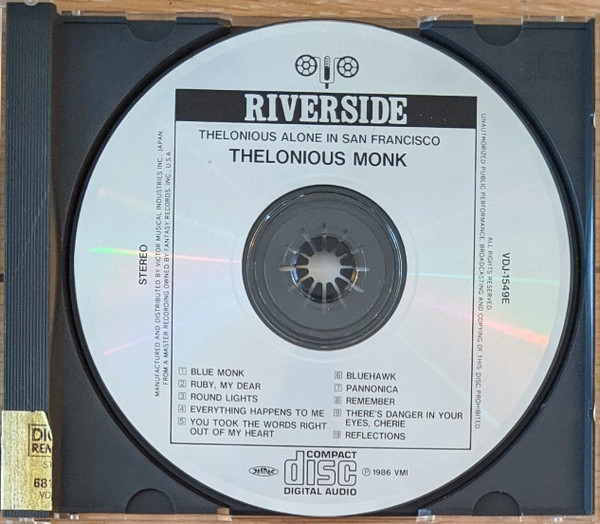 RIVERSIDE
THELONIOUS ALONE IN SAN FRANCISCO
THELONIOUS MONK
STEREO
MANUFACTURED AND DISTRIBUTED BY VICTOR MUSICAL INDUSTRIES INC., JAPAN.
FROM A MASTER RECORDING OWNED BY FANTASY RECORDS, INC., U.S.A.
UNAUTHORIZED PUBLIC PERFORMANCE, BROADCASTING AND COPYING OF THIS DISC PROHIBITED
ALL RIGHTS RESERVED
VDJ-1549E
1 BLUE MONK
2 RUBY, MY DEAR
3 ROUND LIGHTS
4 EVERYTHING HAPPENS TO ME
5 YOU TOOK THE WORDS RIGHT
OUT OF MY HEART
6 BLUEHAWK
7 PANNONICA
8 REMEMBER
9 THERE'S DANGER IN YOUR
EYES, CHERIE
10 REFLECTIONS
COMPACT
disc
DIGITAL AUDIO
Ⓟ 1986 VMI